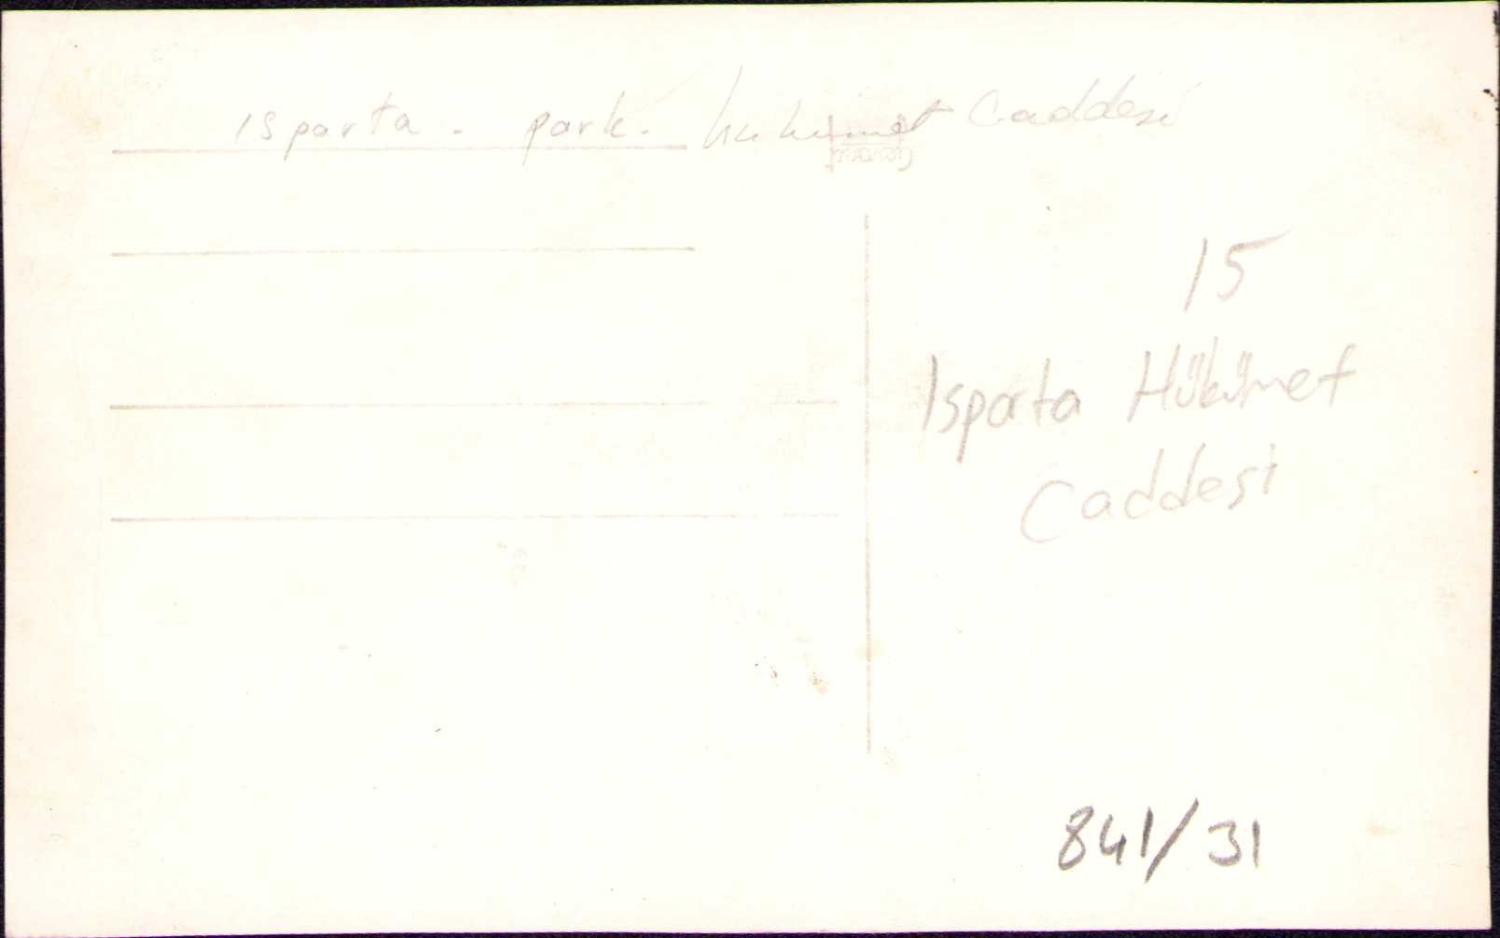 Isparta - park - hükümet Caddesi
15
Isparta Hükümet
Caddesi
841/31